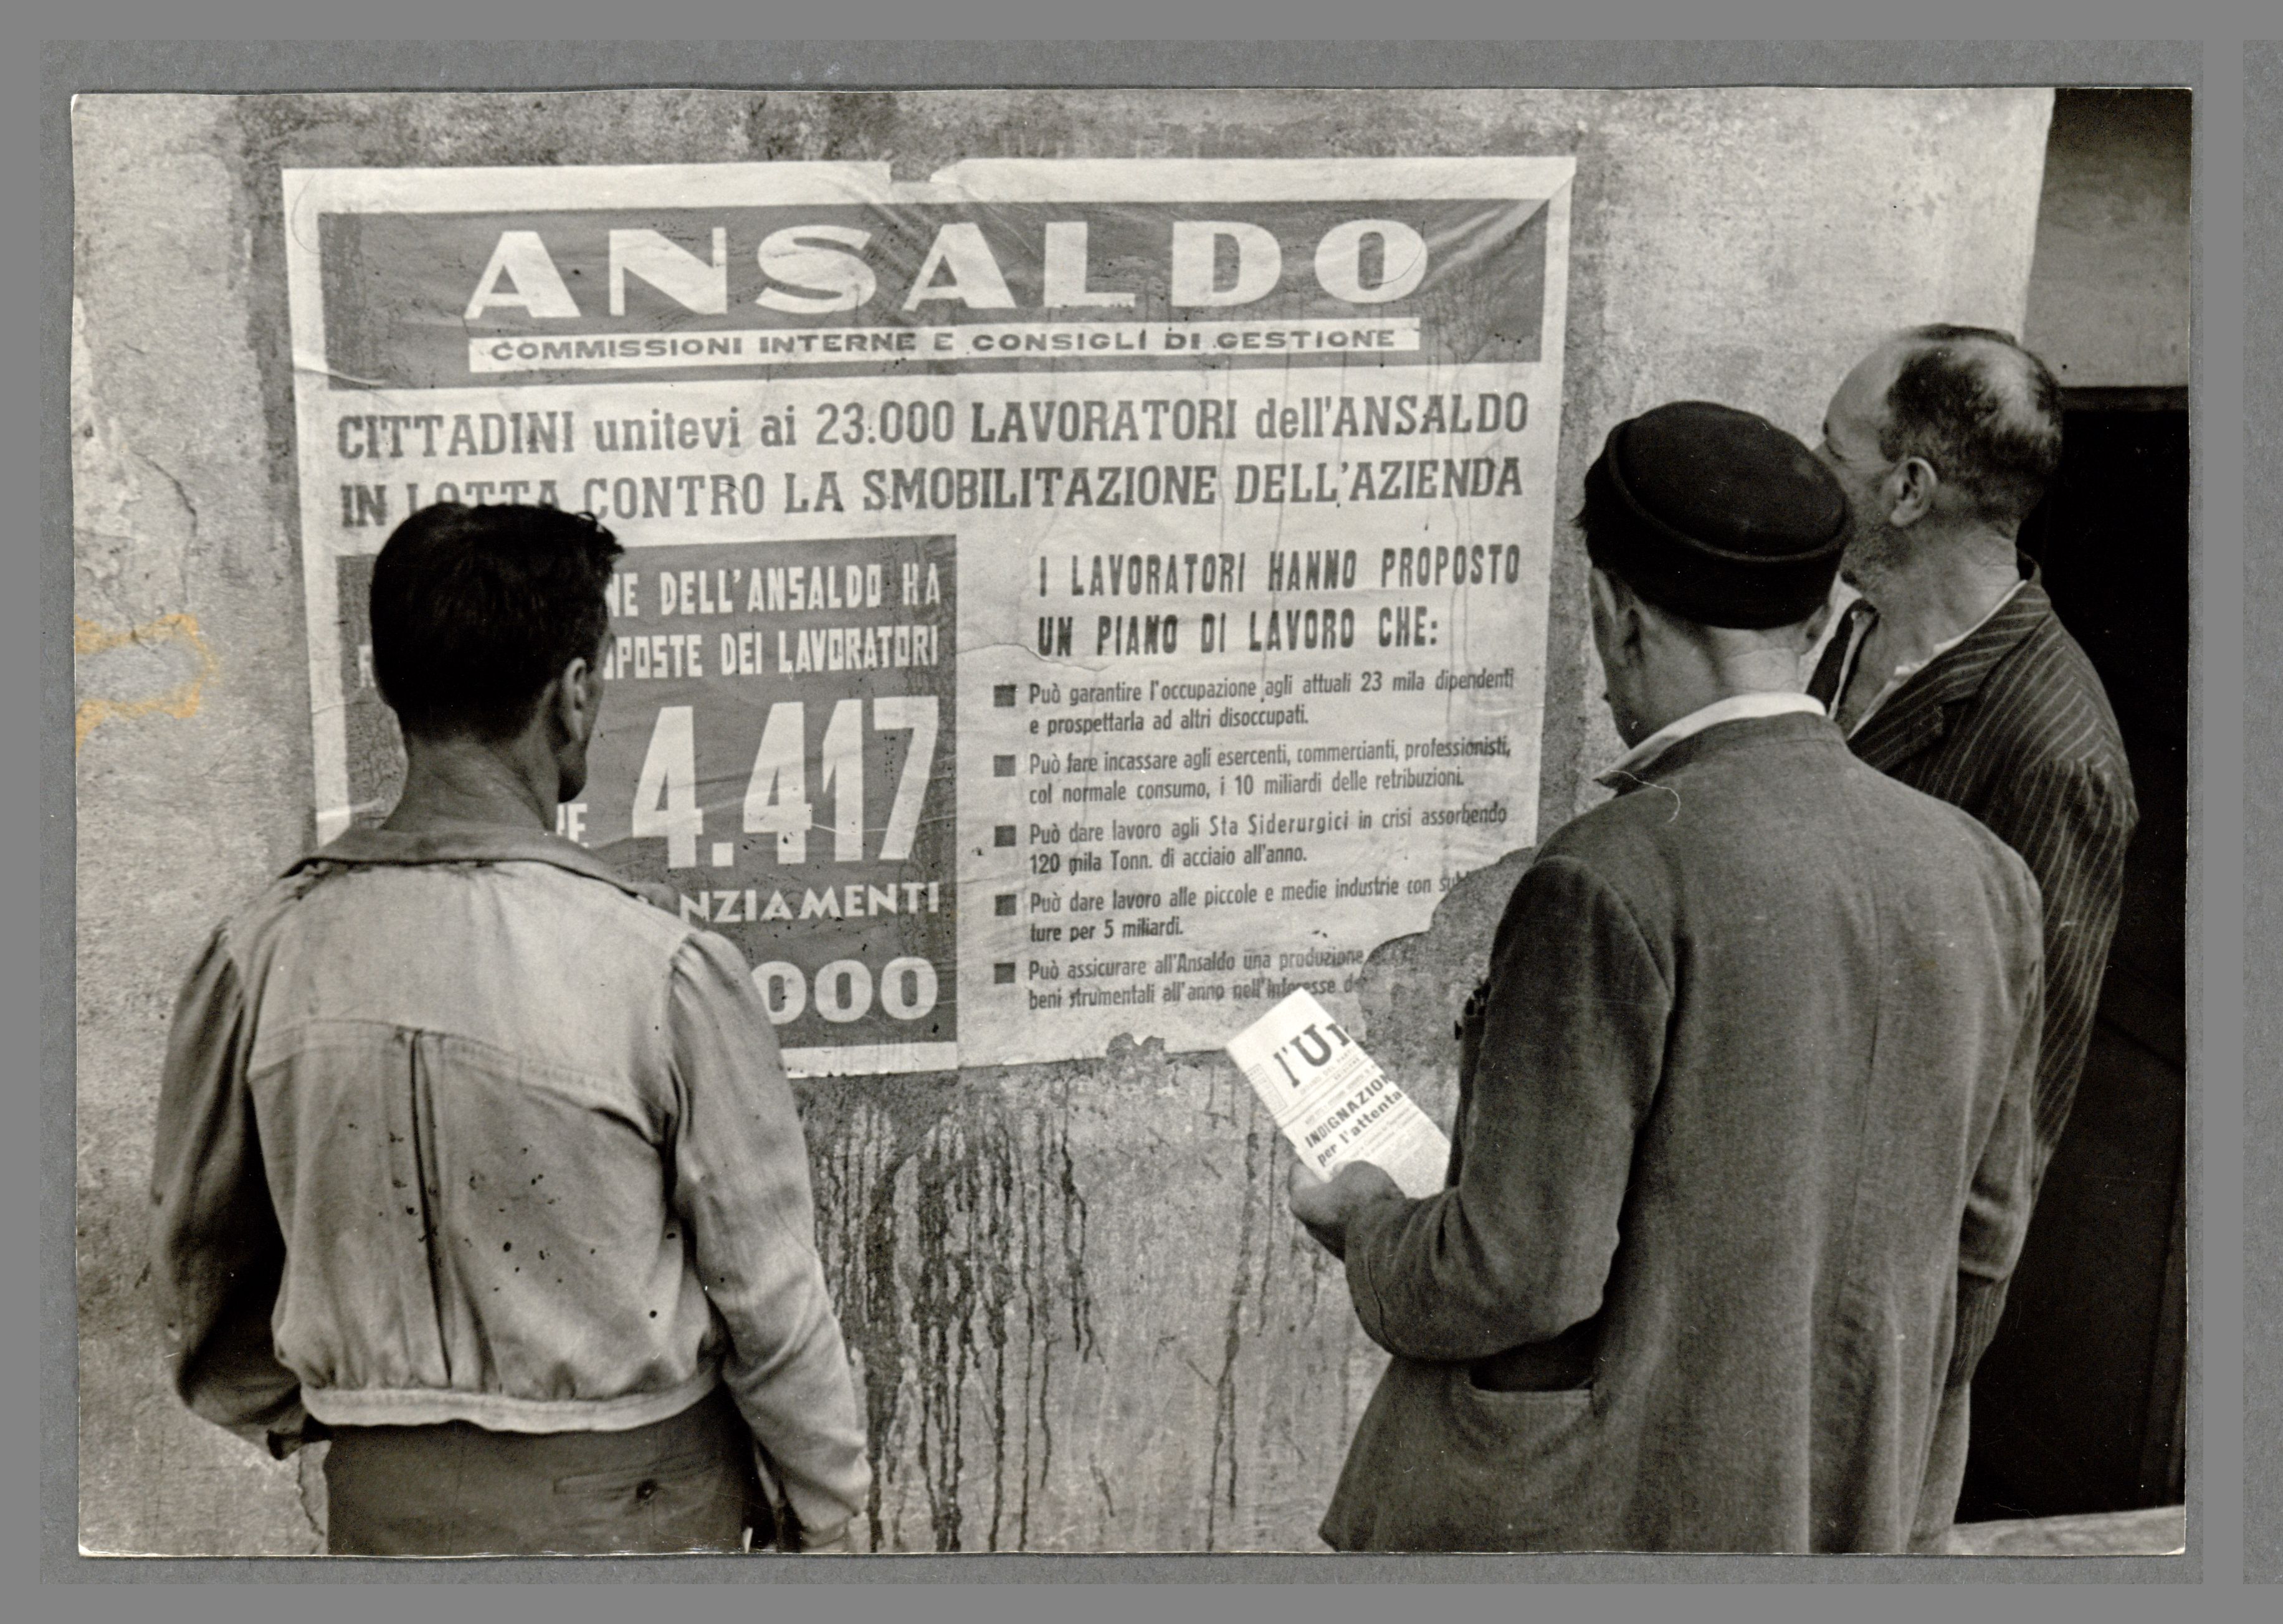 ANSALDO
COMMISSIONI INTERNE E CONSIGLI DI GESTIONE
CITTADINI unitevi ai 23.000 LAVORATORI dell'ANSALDO
IN LOTTA CONTRO LA SMOBILITAZIONE DELL'AZIENDA
NE DELL'ANSALDO HA
POSTE DEI LAVORATORI
4.417
NZIAMENTI
000
I LAVORATORI HANNO PROPOSTO
UN PIANO DI LAVORO CHE:
Può garantire l'occupazione agli attuali 23 mila dipendenti
e prospettarla ad altri disoccupati.
Può fare incassare agli esercenti, commercianti, professionisti,
col normale consumo, i 10 miliardi delle retribuzioni.
Può dare lavoro agli Sta Siderurgici in crisi assorbendo
120 mila Tonn. di acciaio all'anno.
Può dare lavoro alle piccole e medie industrie con
ture per 5 miliardi.
Può assicurare all'Ansaldo una produzione
beni strumentali all'anno nell'interesse
l'U
INDIGNAZION
per l'attenta